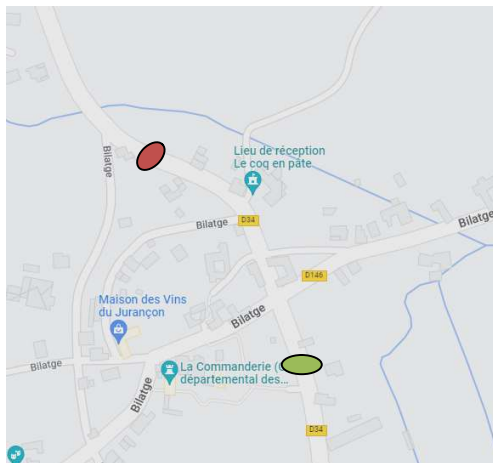 Bilatge
Lieu de réception
Le coq en pâte
Bilatge
D34
Bilatge
D146
Maison des Vins
du Jurançon
Bilatge
Bilatge
La Commanderie (
départemental des...
Bilatge
D34